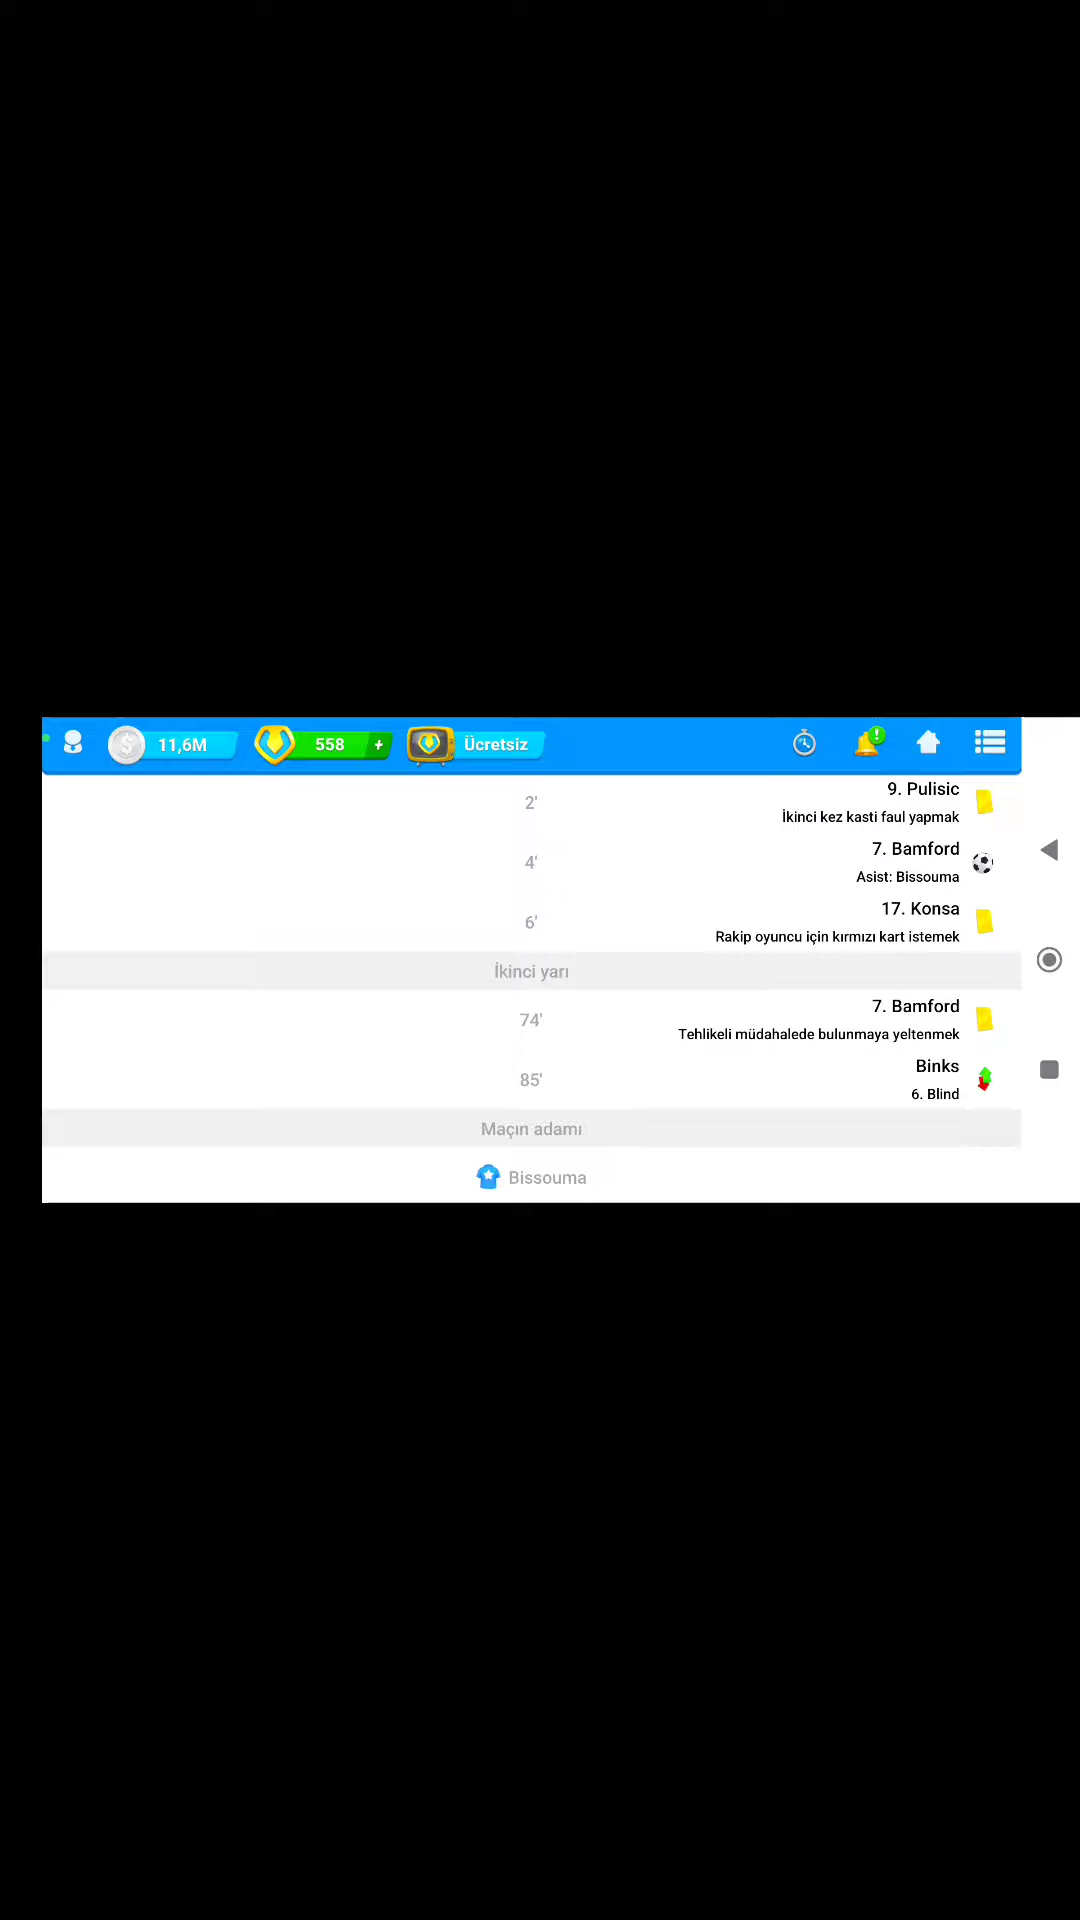 11,6M 558 + Ücretsiz
9. Pulisic
2'
İkinci kez kasti faul yapmak
7. Bamford
4'
Asist: Bissouma
17. Konsa
6'
Rakip oyuncu için kırmızı kart istemek
İkinci yarı
7. Bamford
74'
Tehlikeli müdahalede bulunmaya yeltenmek
Binks
85'
6. Blind
Maçın adamı
Bissouma